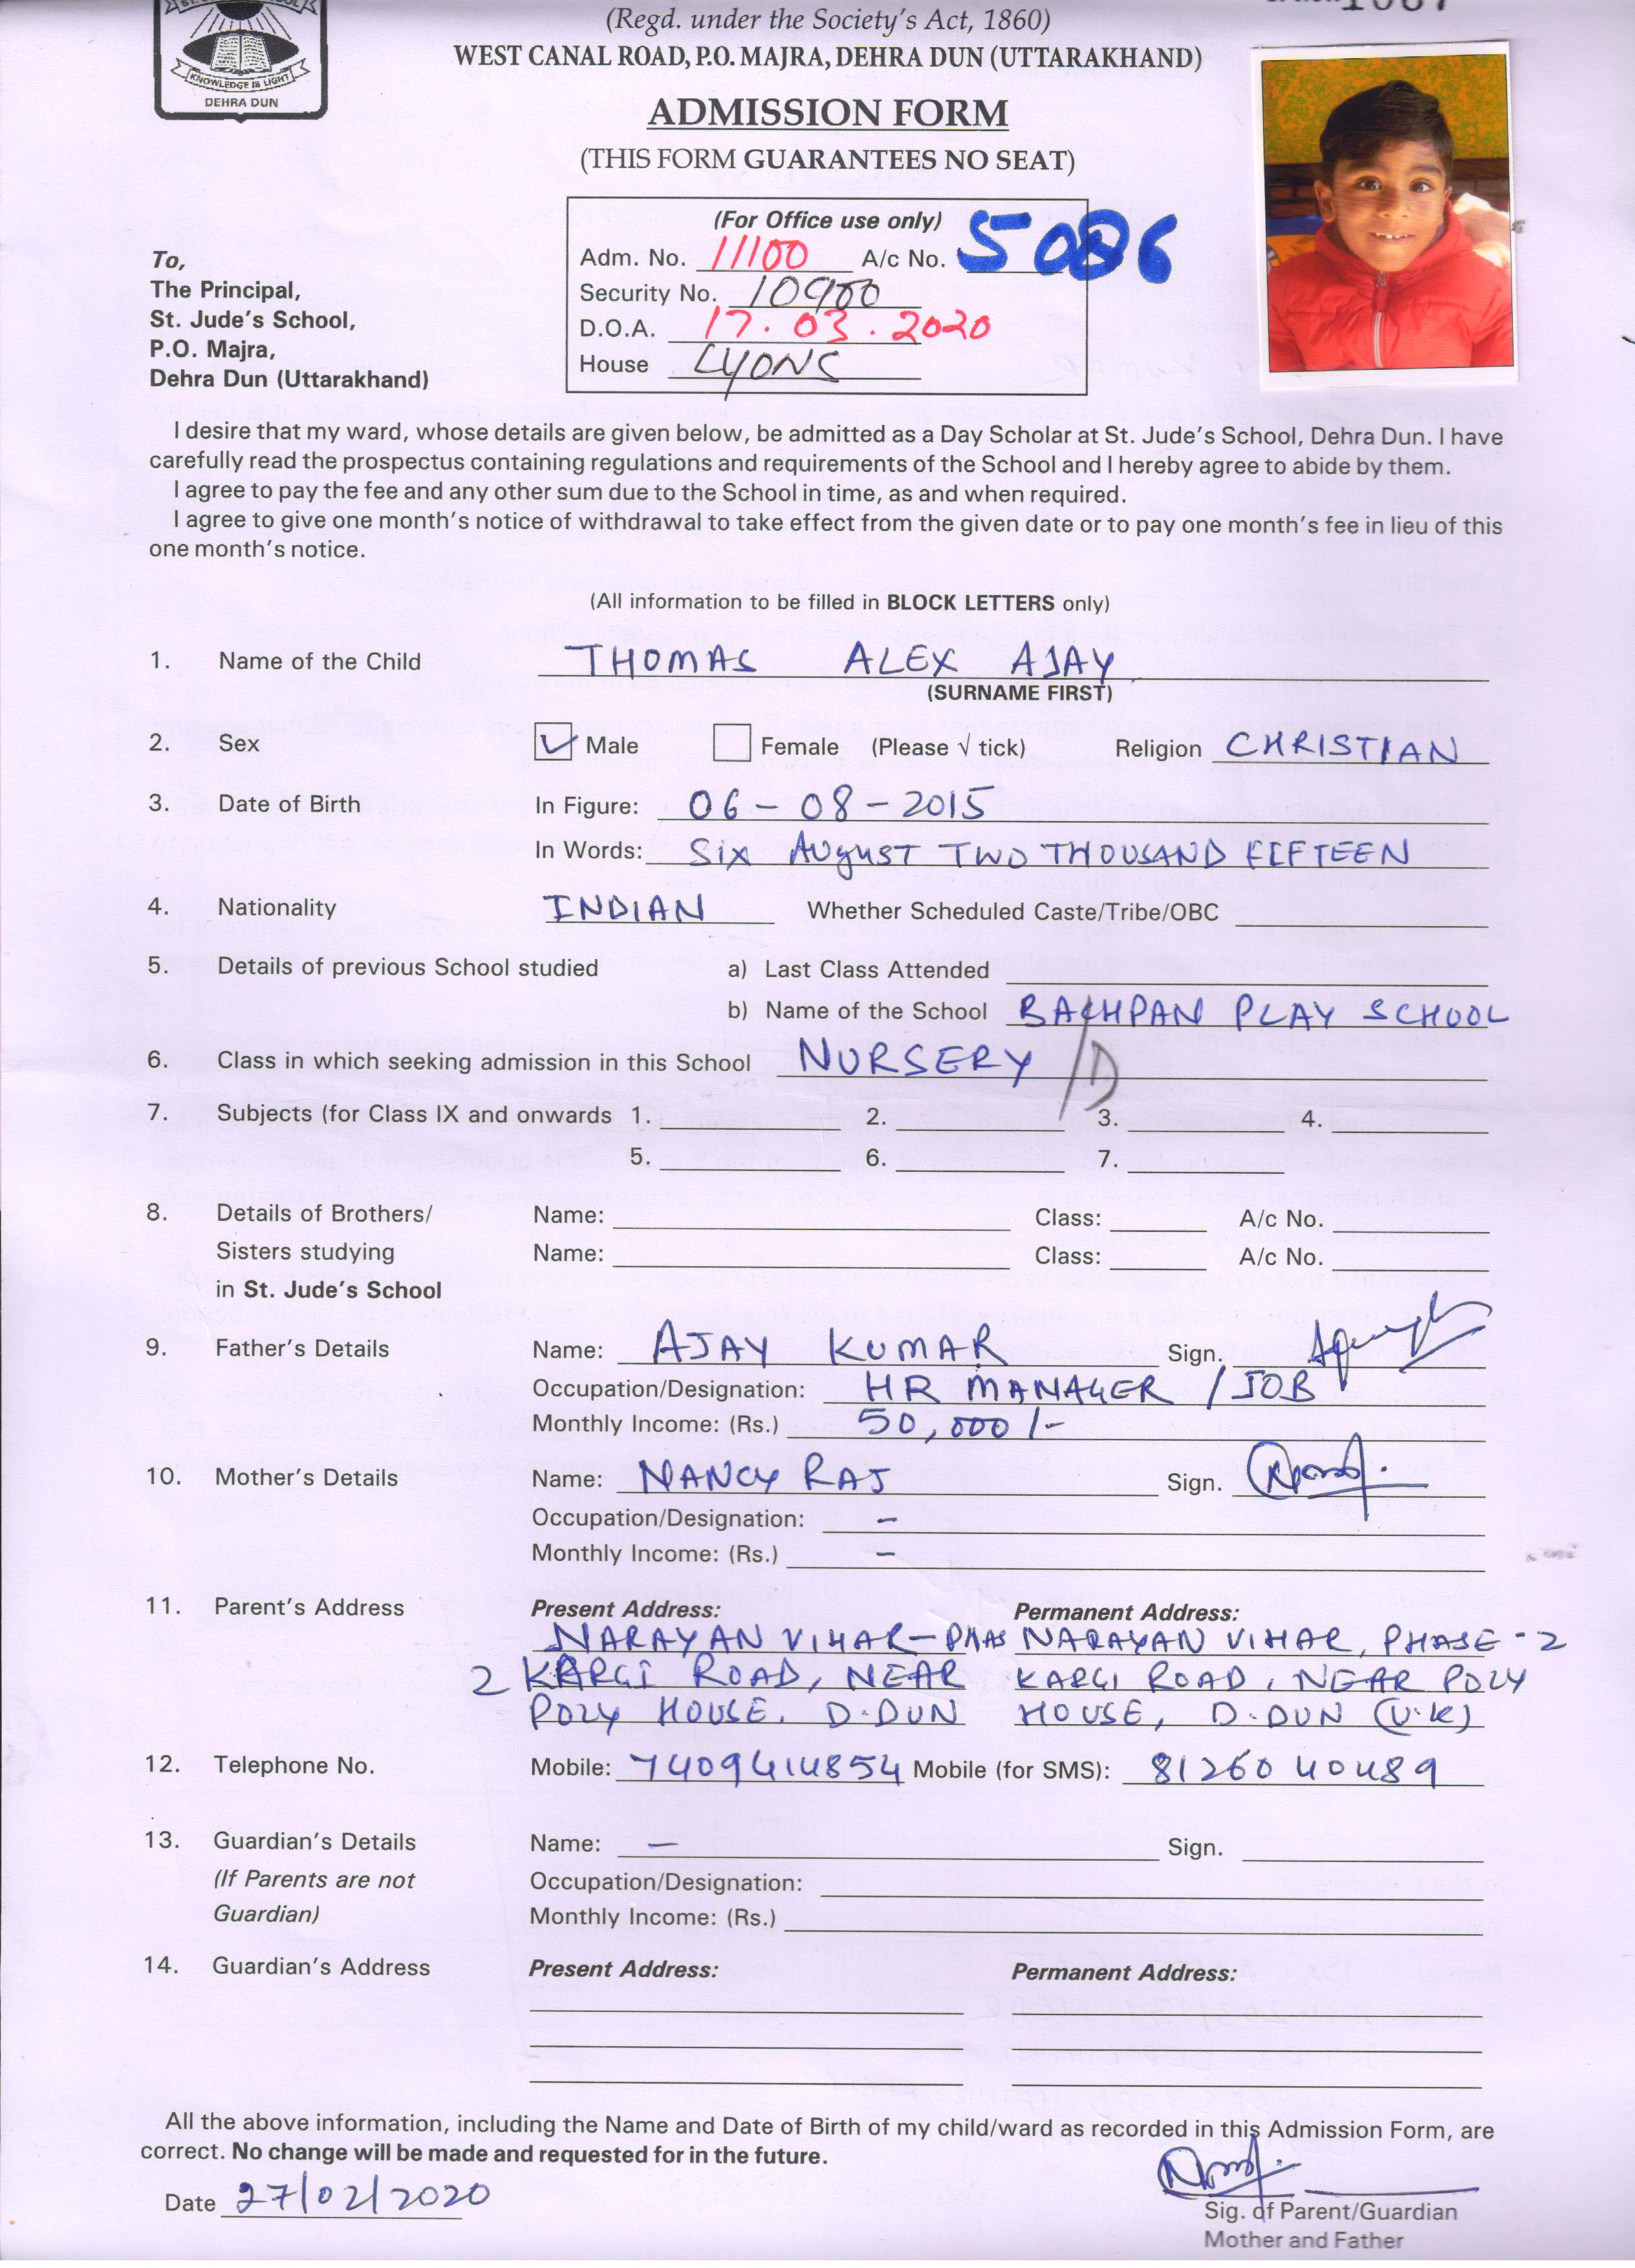 (Regd. under the Society's Act, 1860)
WEST CANAL ROAD, P.O. MAJRA, DEHRA DUN (UTTARAKHAND)
KNOWLEDGE IS LIGHT
DEHRA DUN
ADMISSION FORM
(THIS FORM GUARANTEES NO SEAT)
(For Office use only)
Adm. No. 11100 A/c No. 5086
Security No. 10900
D.O.A. 17.03.2020
House LYONS
To,
The Principal,
St. Jude's School,
P.O. Majra,
Dehra Dun (Uttarakhand)
I desire that my ward, whose details are given below, be admitted as a Day Scholar at St. Jude's School, Dehra Dun. I have
carefully read the prospectus containing regulations and requirements of the School and I hereby agree to abide by them.
I agree to pay the fee and any other sum due to the School in time, as and when required.
I agree to give one month's notice of withdrawal to take effect from the given date or to pay one month's fee in lieu of this
one month's notice.
(All information to be filled in BLOCK LETTERS only)
1. Name of the Child THOMAS ALEX AJAY
(SURNAME FIRST)
2. Sex ✓ Male Female (Please √ tick) Religion CHRISTIAN
3. Date of Birth In Figure: 06-08-2015
In Words: Six AUgUST TWO THOUSAND FIFTEEN
4. Nationality INDIAN Whether Scheduled Caste/Tribe/OBC
5. Details of previous School studied a) Last Class Attended
b) Name of the School BACHPAN PLAY SCHOOL
6. Class in which seeking admission in this School NURSERY /D
7. Subjects (for Class IX and onwards 1. 2. 3. 4.
5. 6. 7.
8. Details of Brothers/ Name: Class: A/c No.
Sisters studying Name: Class: A/c No.
in St. Jude's School
9. Father's Details Name: AJAY KUMAR Sign.
Occupation/Designation: HR MANAGER / JOB
Monthly Income: (Rs.) 50,000/-
10. Mother's Details Name: NANCY RAJ Sign.
Occupation/Designation: -
Monthly Income: (Rs.) -
11. Parent's Address Present Address: Permanent Address:
NARAYAN VIHAR-PHAS NARAYAN VIHAR, PHASE-2
2 KARGI ROAD, NEAR KARGI ROAD, NEAR POLY
POLY HOUSE. D.DUN HOUSE, D.DUN (U.K)
12. Telephone No. Mobile: 7409414854 Mobile (for SMS): 8126040489
13. Guardian's Details Name: - Sign.
(If Parents are not Occupation/Designation:
Guardian) Monthly Income: (Rs.)
14. Guardian's Address Present Address: Permanent Address:
All the above information, including the Name and Date of Birth of my child/ward as recorded in this Admission Form, are
correct. No change will be made and requested for in the future.
Date 27/02/2020
Sig. of Parent/Guardian
Mother and Father